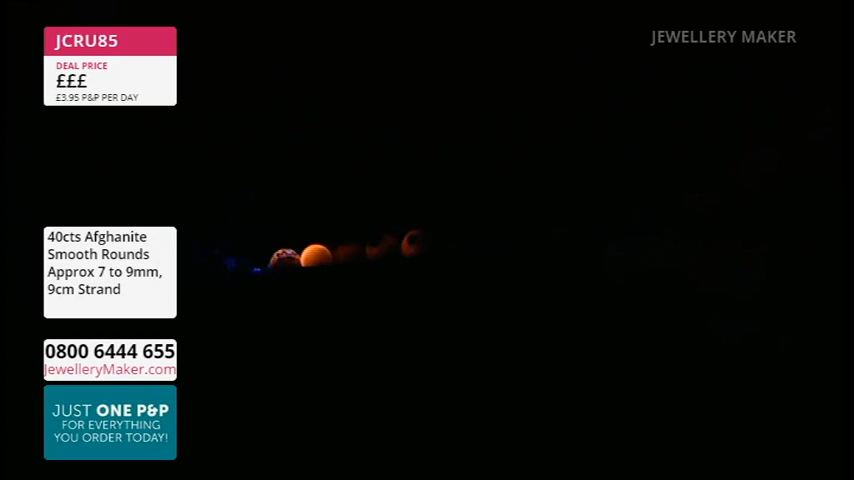 JCRU85
JEWELLERY MAKER
DEAL PRICE
£££
£3.95 P&P PER DAY
40cts Afghanite
Smooth Rounds
Approx 7 to 9mm,
9cm Strand
0800 6444 655
JewelleryMaker.com
JUST ONE P&P
FOR EVERYTHING
YOU ORDER TODAY!